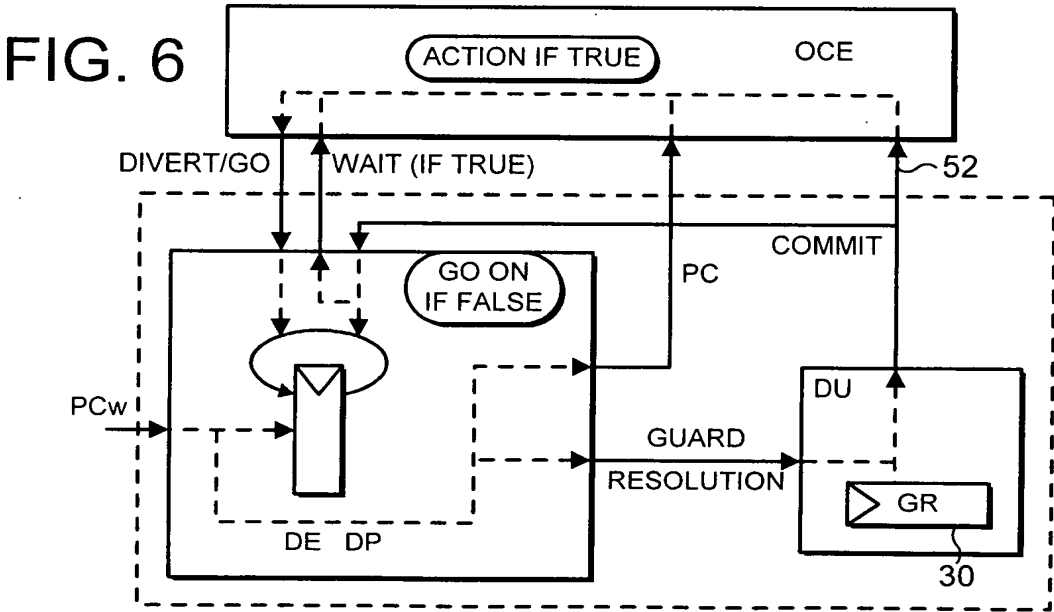 FIG. 6
ACTION IF TRUE
OCE
DIVERT/GO
WAIT (IF TRUE)
52
COMMIT
GO ON
IF FALSE
PC
PCw
DU
GUARD
RESOLUTION
GR
DE DP
30